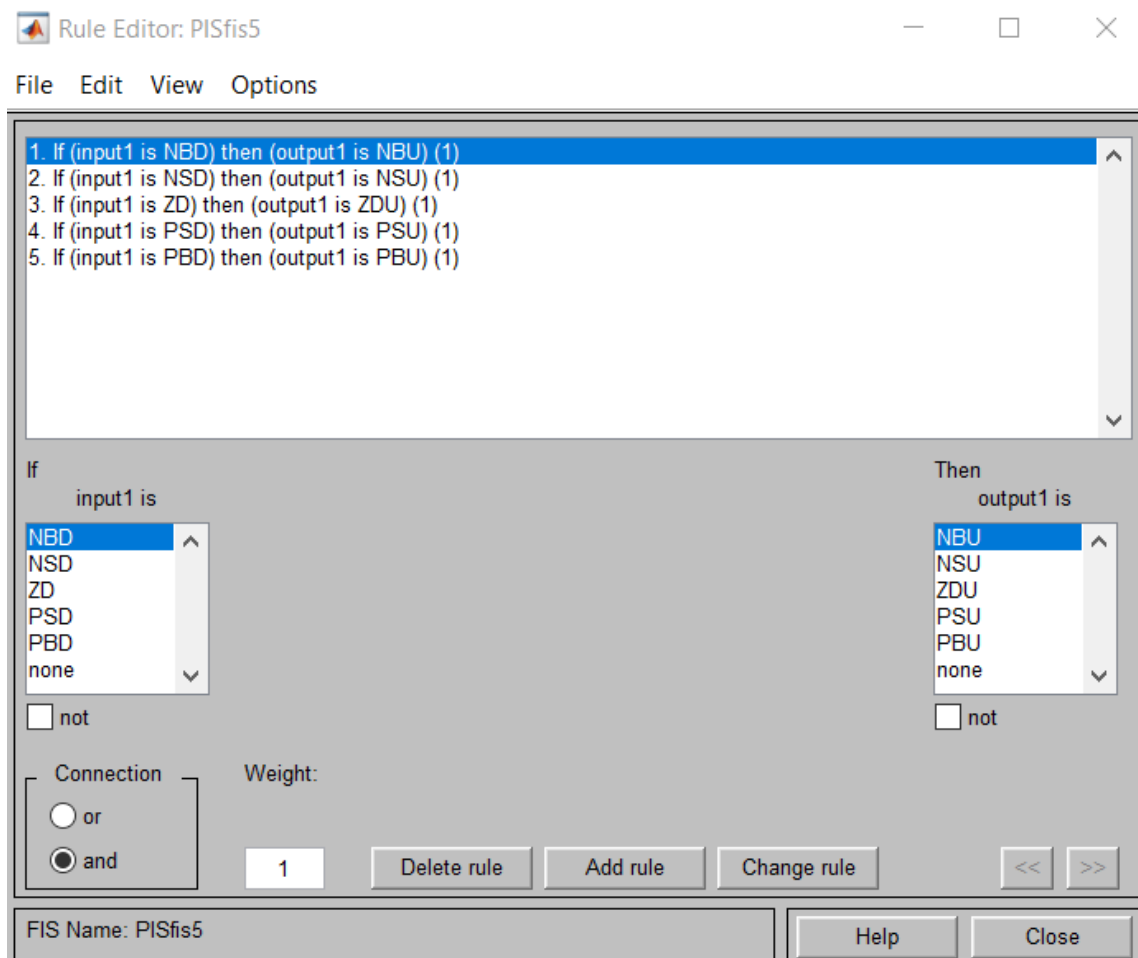 Rule Editor: PISfis5
File Edit View Options
1. If (input1 is NBD) then (output1 is NBU) (1)
2. If (input1 is NSD) then (output1 is NSU) (1)
3. If (input1 is ZD) then (output1 is ZDU) (1)
4. If (input1 is PSD) then (output1 is PSU) (1)
5. If (input1 is PBD) then (output1 is PBU) (1)
If
input1 is
NBD
NSD
ZD
PSD
PBD
none
not
Then
output1 is
NBU
NSU
ZDU
PSU
PBU
none
not
Connection
or
and
Weight:
1
Delete rule
Add rule
Change rule
<<
>>
FIS Name: PISfis5
Help
Close